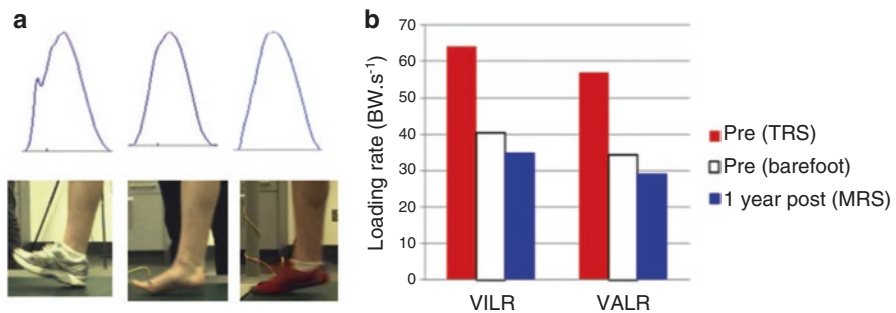 a
b
70
60
50
40
30
20
10
0
Loading rate (BW.s-1)
VILR
VALR
Pre (TRS)
Pre (barefoot)
1 year post (MRS)